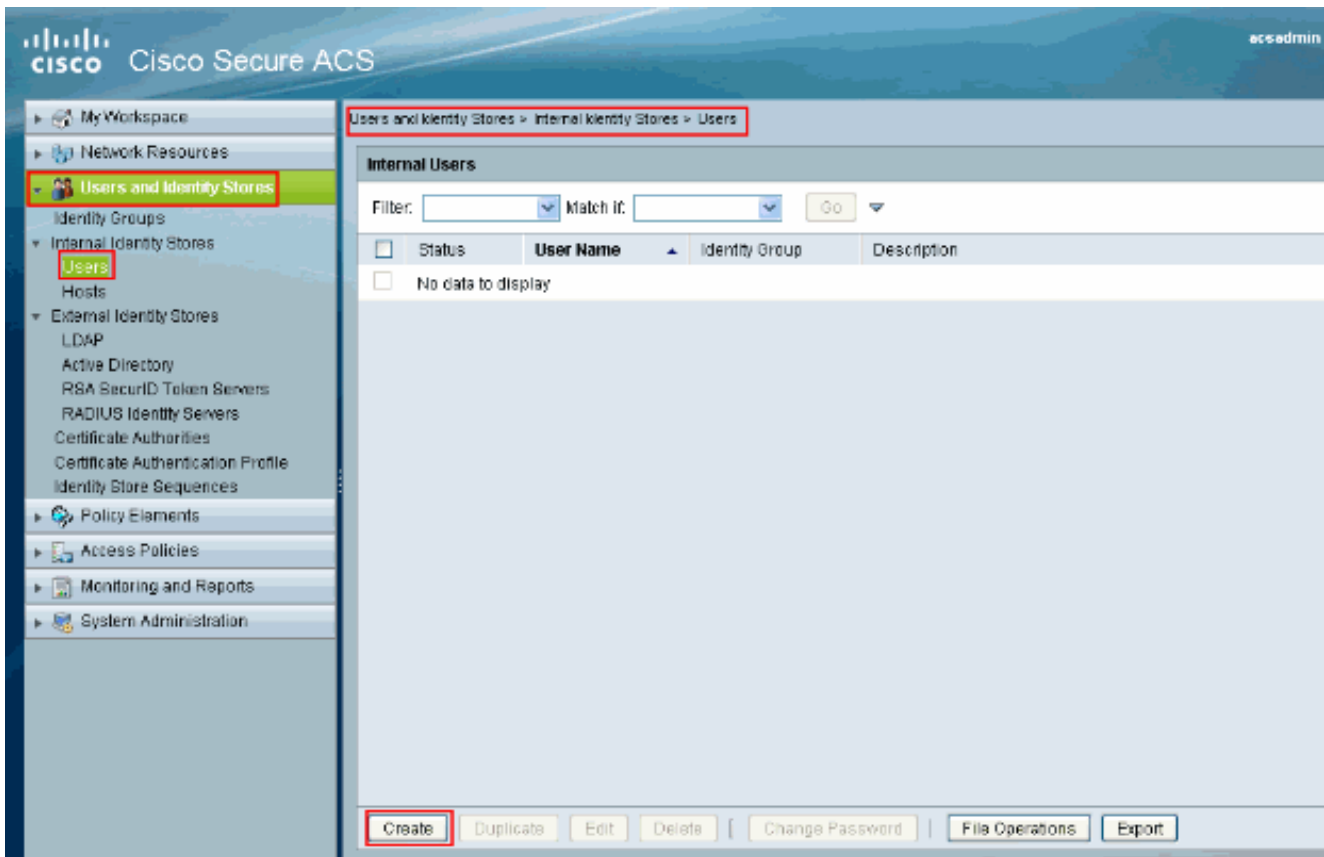 CISCO Cisco Secure ACS
acsadmin
My Workspace
Network Resources
Users and Identity Stores
Identity Groups
Internal Identity Stores
Users
Hosts
External Identity Stores
LDAP
Active Directory
RSA SecurID Token Servers
RADIUS Identity Servers
Certificate Authorities
Certificate Authentication Profile
Identity Store Sequences
Policy Elements
Access Policies
Monitoring and Reports
System Administration
Users and Identity Stores > Internal Identity Stores > Users
Internal Users
Filter: Match if: Go
Status User Name Identity Group Description
No data to display
Create Duplicate Edit Delete | Change Password | File Operations Export